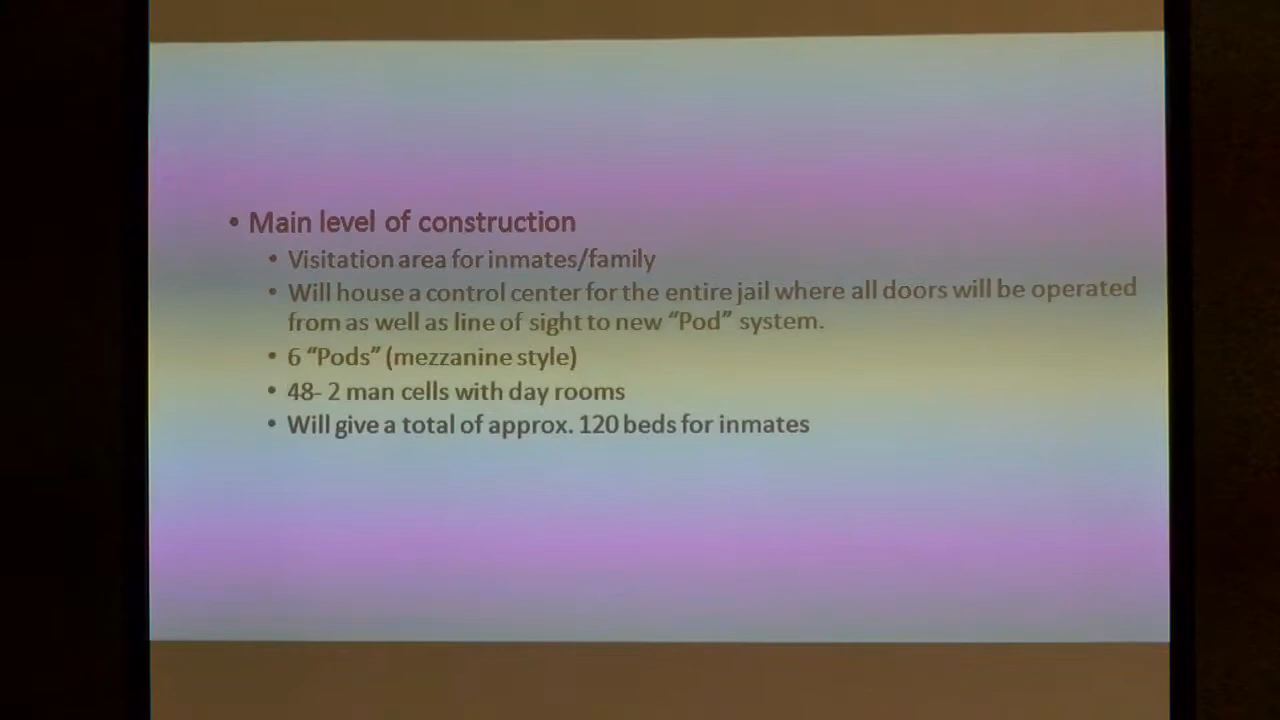 • Main level of construction
• Visitation area for inmates/family
• Will house a control center for the entire jail where all doors will be operated
from as well as line of sight to new “Pod” system.
• 6 “Pods” (mezzanine style)
• 48- 2 man cells with day rooms
• Will give a total of approx. 120 beds for inmates